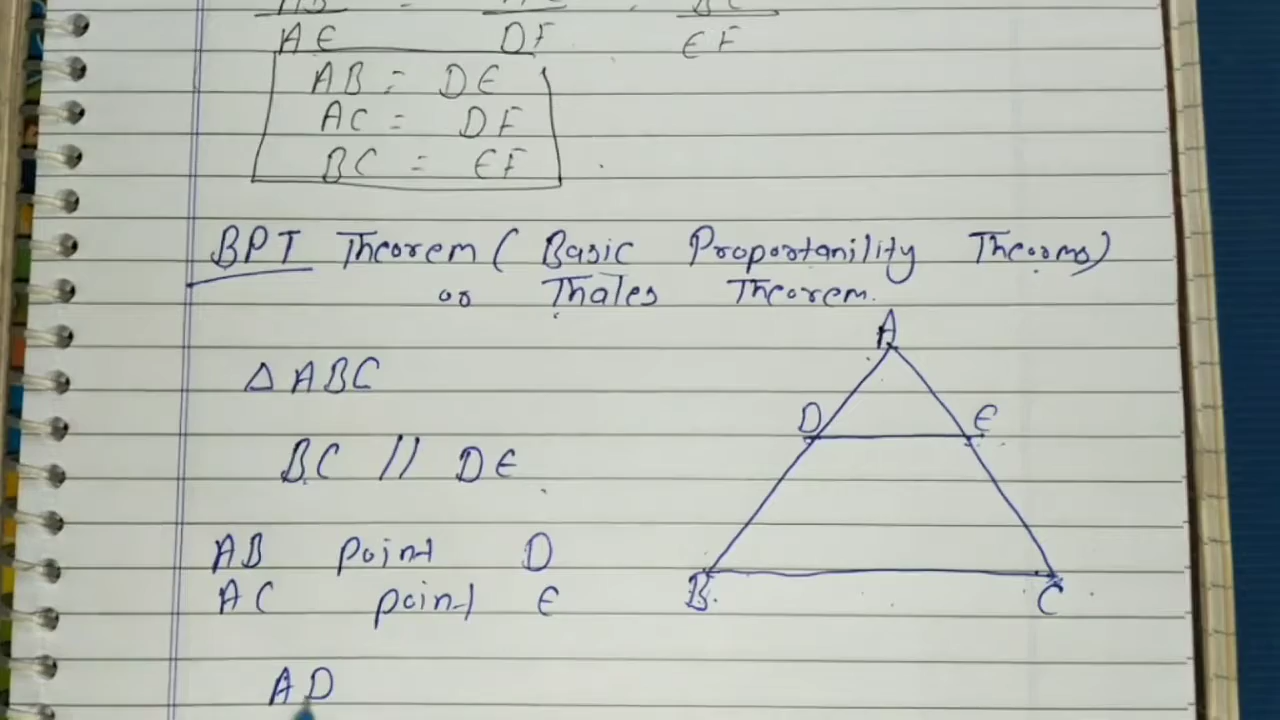 AE DF EF
AB = DE
AC = DF
BC = EF
BPT Theorem ( Basic Proportanility Theorms)
or Thales Theorem.
A
Δ ABC
D E
BC // DE
AB point D
AC point E
B C
AD